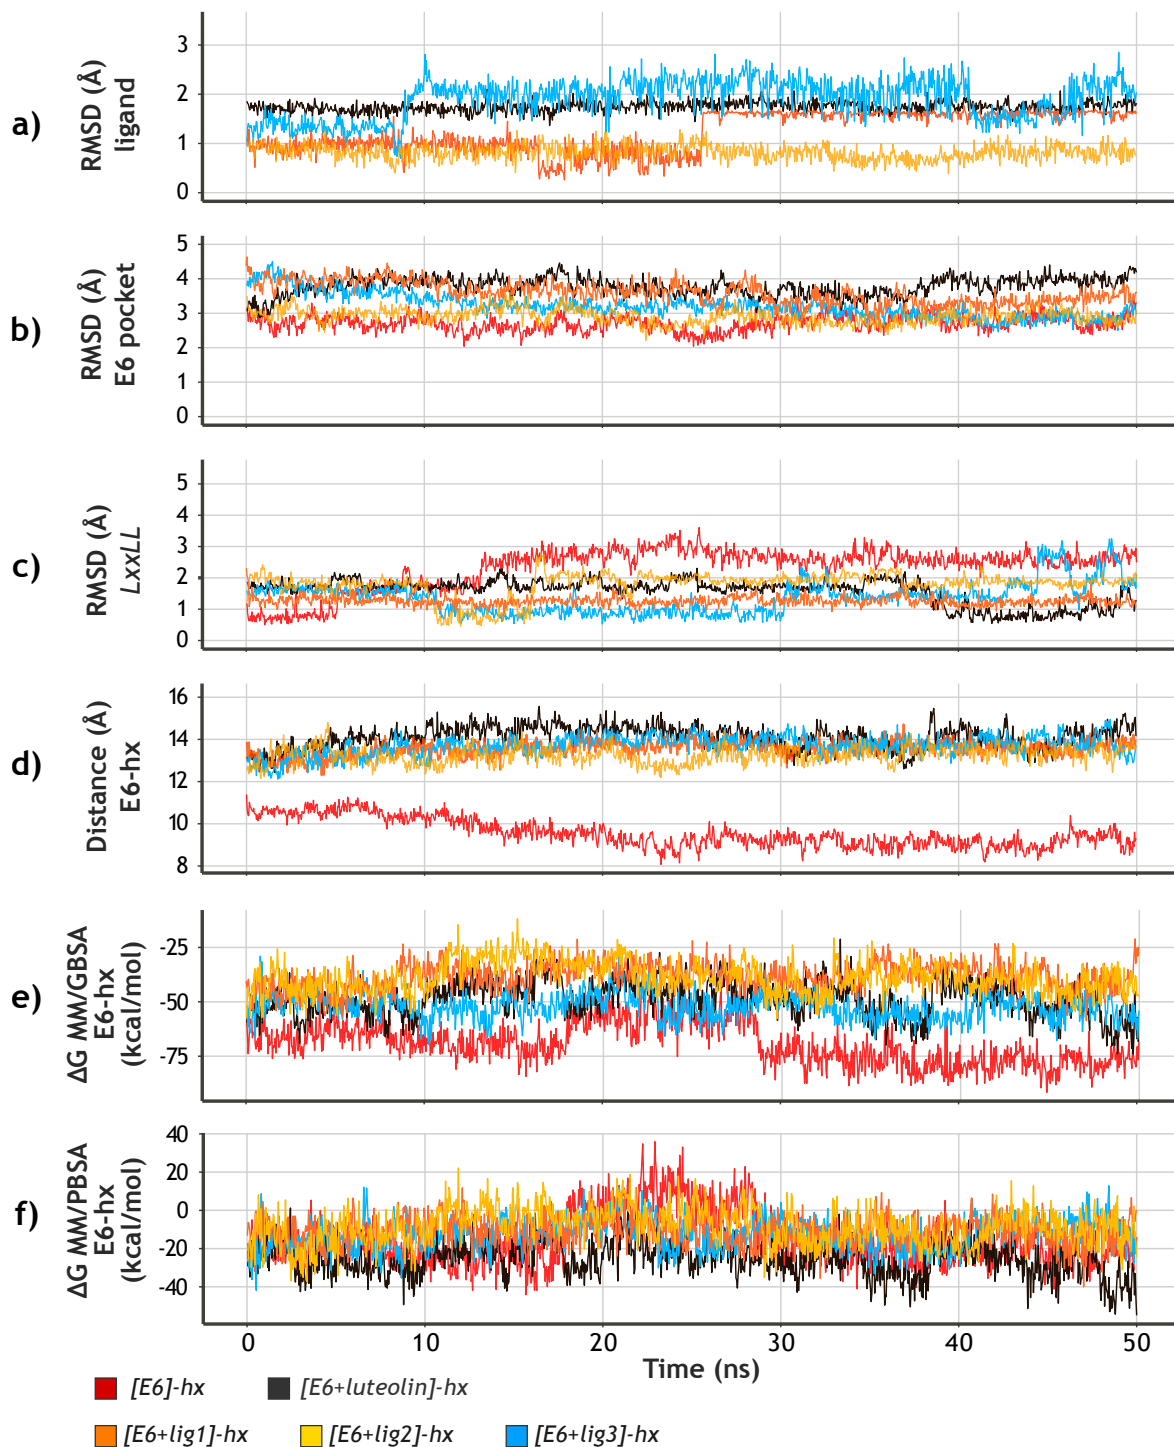 a)
RMSD (Å)
ligand
3
2
1
0
b)
RMSD (Å)
E6 pocket
5
4
3
2
1
0
c)
RMSD (Å)
LxxLL
5
4
3
2
1
0
d)
Distance (Å)
E6-hx
16
14
12
10
8
e)
ΔG MM/GBSA
E6-hx
(kcal/mol)
-25
-50
-75
f)
ΔG MM/PBSA
E6-hx
(kcal/mol)
40
20
0
-20
-40
0 10 20 30 40 50
Time (ns)
[E6]-hx [E6+luteolin]-hx
[E6+lig1]-hx [E6+lig2]-hx [E6+lig3]-hx